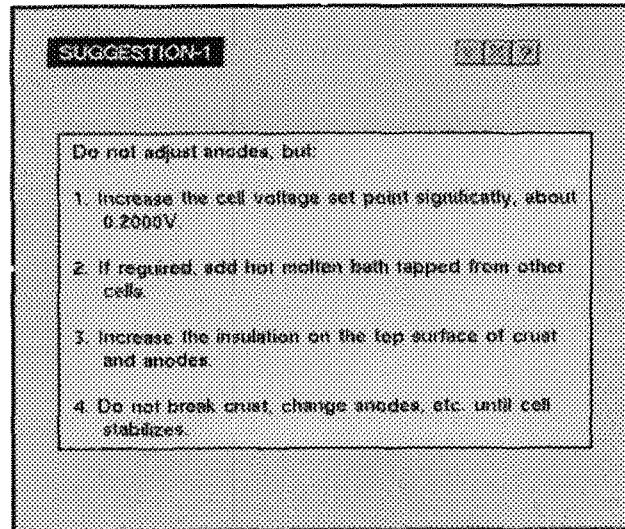 SUGGESTION-1
Do not adjust anodes, but:
1. Increase the cell voltage set point significatly, about
0.2000V
2. If required, add hot molten bath tapped from other
cells.
3. Increase the insulation on the top surface of crust
and anodes.
4. Do not break crust, change anodes, etc. until cell
stabilizes.